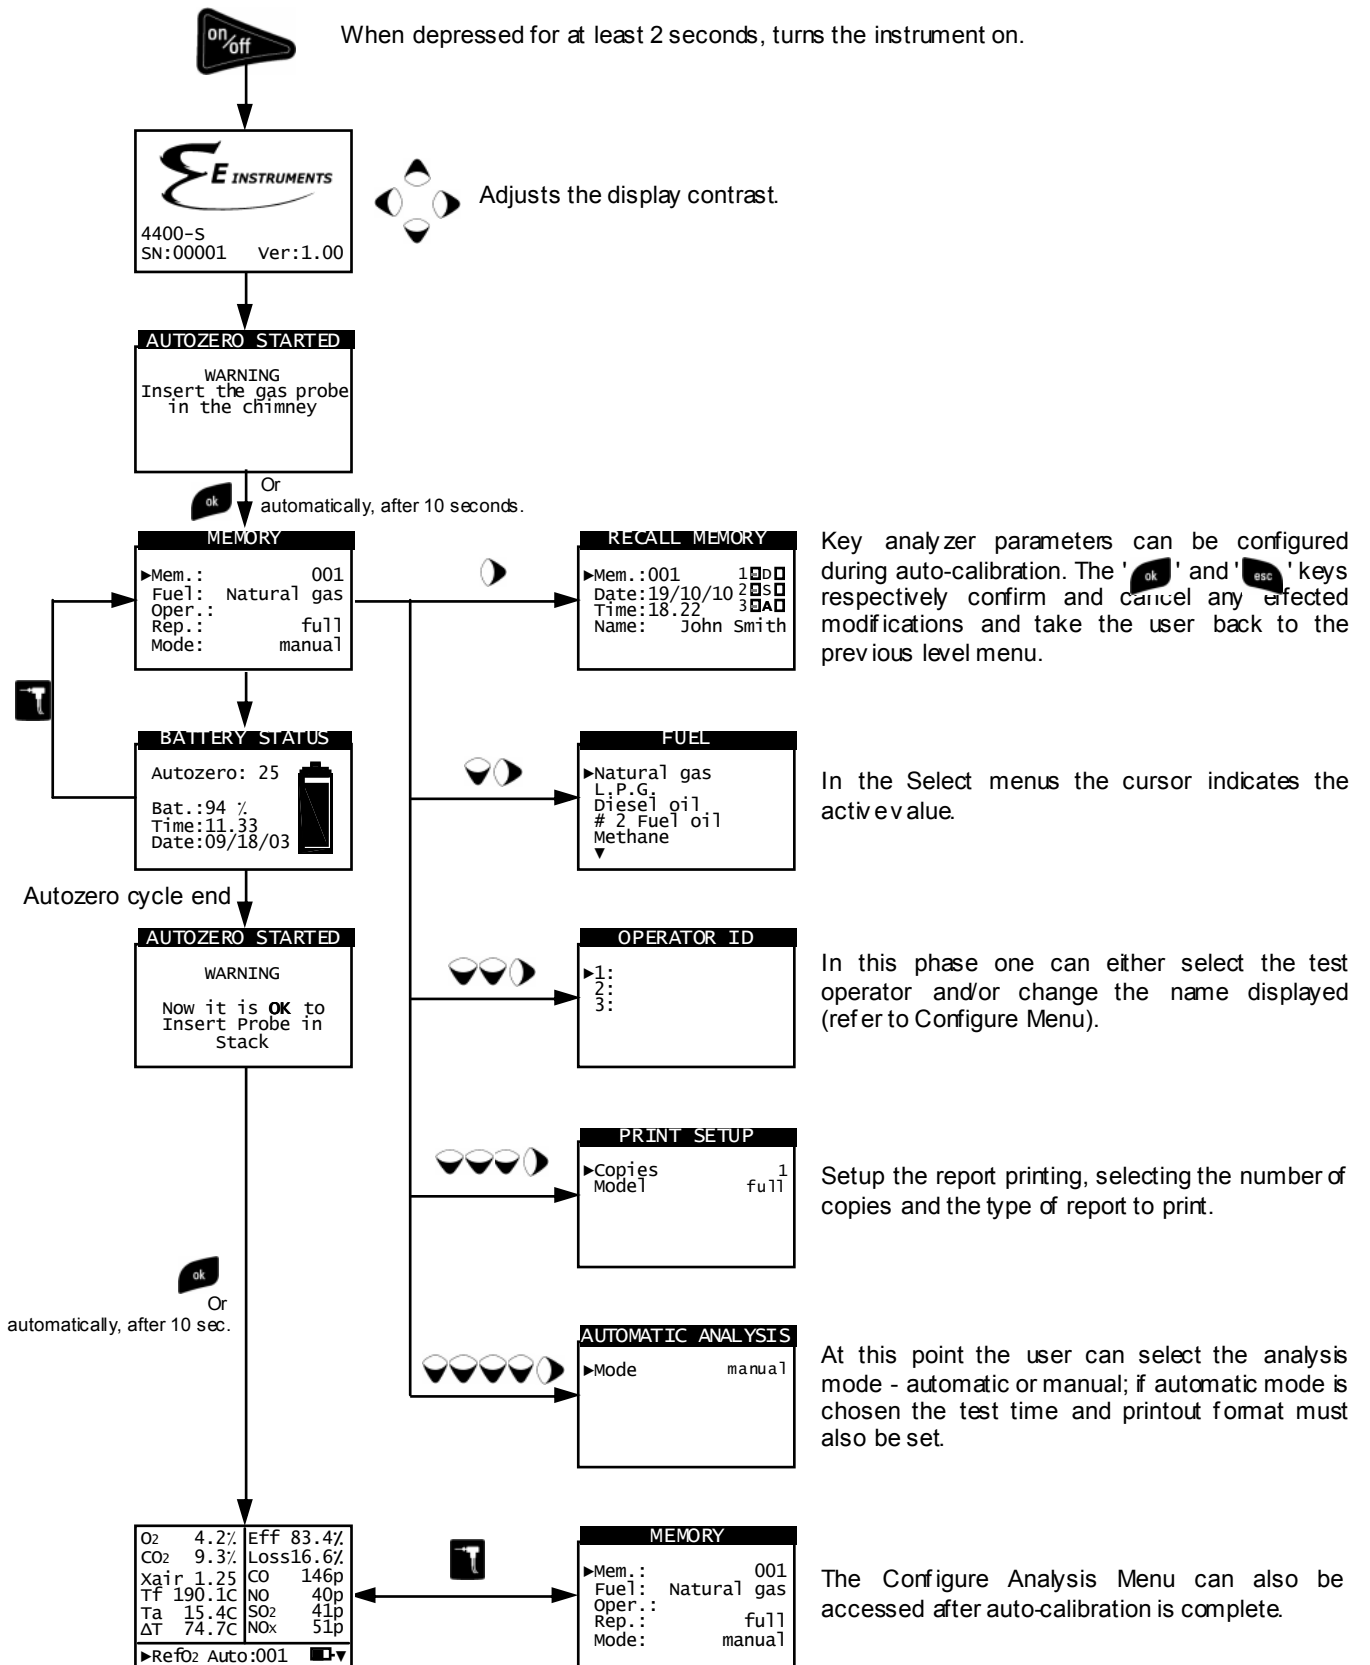 on/off
When depressed for at least 2 seconds, turns the instrument on.
E INSTRUMENTS
4400-S
SN:00001 Ver:1.00
Adjusts the display contrast.
AUTOZERO STARTED
WARNING
Insert the gas probe
in the chimney
ok
Or
automatically, after 10 seconds.
MEMORY
►Mem.: 001
Fuel: Natural gas
Oper.:
Rep.: full
Mode: manual
RECALL MEMORY
►Mem.:001 1 D
Date:19/10/10 2 S
Time:18.22 3 A
Name: John Smith
Key analyzer parameters can be configured
during auto-calibration. The ' ok ' and ' esc ' keys
respectively confirm and cancel any effected
modifications and take the user back to the
previous level menu.
BATTERY STATUS
Autozero: 25
Bat.:94 %
Time:11.33
Date:09/18/03
FUEL
►Natural gas
L.P.G.
Diesel oil
# 2 Fuel oil
Methane
▼
In the Select menus the cursor indicates the
active value.
Autozero cycle end
AUTOZERO STARTED
WARNING
Now it is OK to
Insert Probe in
Stack
OPERATOR ID
►1:
2:
3:
In this phase one can either select the test
operator and/or change the name displayed
(refer to Configure Menu).
PRINT SETUP
►Copies 1
Model full
Setup the report printing, selecting the number of
copies and the type of report to print.
ok
Or
automatically, after 10 sec.
AUTOMATIC ANALYSIS
►Mode manual
At this point the user can select the analysis
mode - automatic or manual; if automatic mode is
chosen the test time and printout format must
also be set.
O2 4.2% Eff 83.4%
CO2 9.3% Loss16.6%
Xair 1.25 CO 146p
Tf 190.1C NO 40p
Ta 15.4C SO2 41p
ΔT 74.7C NOx 51p
►RefO2 Auto:001 ▼
MEMORY
►Mem.: 001
Fuel: Natural gas
Oper.:
Rep.: full
Mode: manual
The Configure Analysis Menu can also be
accessed after auto-calibration is complete.